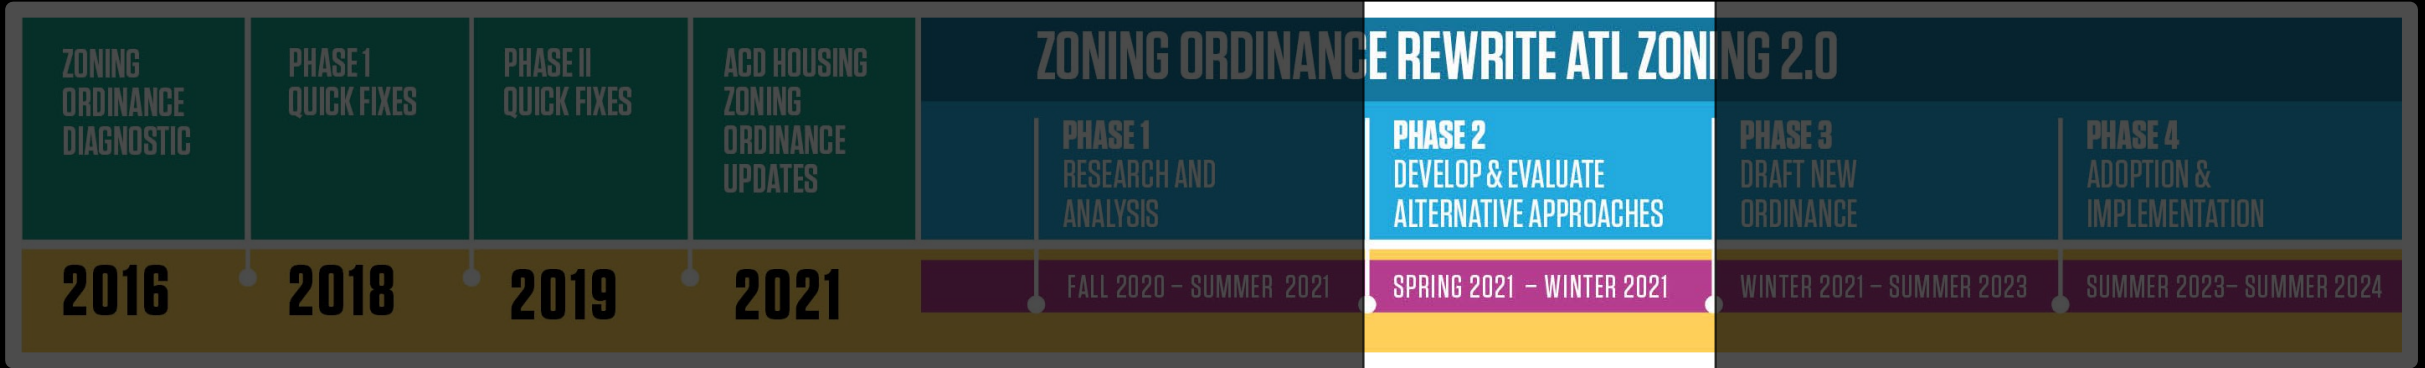 ZONING
ORDINANCE
DIAGNOSTIC
2016
PHASE 1
QUICK FIXES
2018
PHASE II
QUICK FIXES
2019
ACD HOUSING
ZONING
ORDINANCE
UPDATES
2021
ZONING ORDINANCE REWRITE ATL ZONING 2.0
PHASE 1
RESEARCH AND
ANALYSIS
FALL 2020 – SUMMER 2021
PHASE 2
DEVELOP & EVALUATE
ALTERNATIVE APPROACHES
SPRING 2021 – WINTER 2021
PHASE 3
DRAFT NEW
ORDINANCE
WINTER 2021 – SUMMER 2023
PHASE 4
ADOPTION &
IMPLEMENTATION
SUMMER 2023– SUMMER 2024